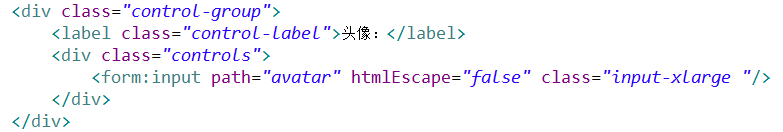 <div class="control-group">
<label class="control-label">头像：</label>
<div class="controls">
<form:input path="avatar" htmlEscape="false" class="input-xlarge "/>
</div>
</div>